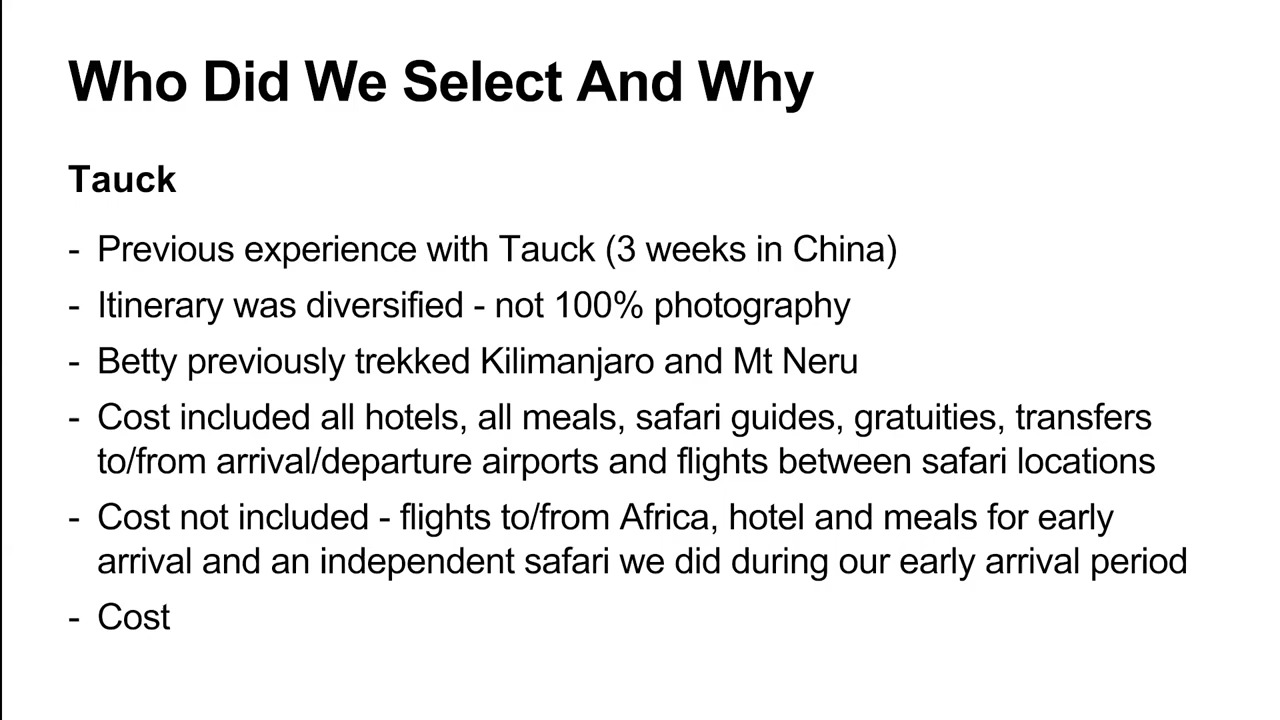 Who Did We Select And Why
Tauck
- Previous experience with Tauck (3 weeks in China)
- Itinerary was diversified - not 100% photography
- Betty previously trekked Kilimanjaro and Mt Neru
- Cost included all hotels, all meals, safari guides, gratuities, transfers
to/from arrival/departure airports and flights between safari locations
- Cost not included - flights to/from Africa, hotel and meals for early
arrival and an independent safari we did during our early arrival period
- Cost